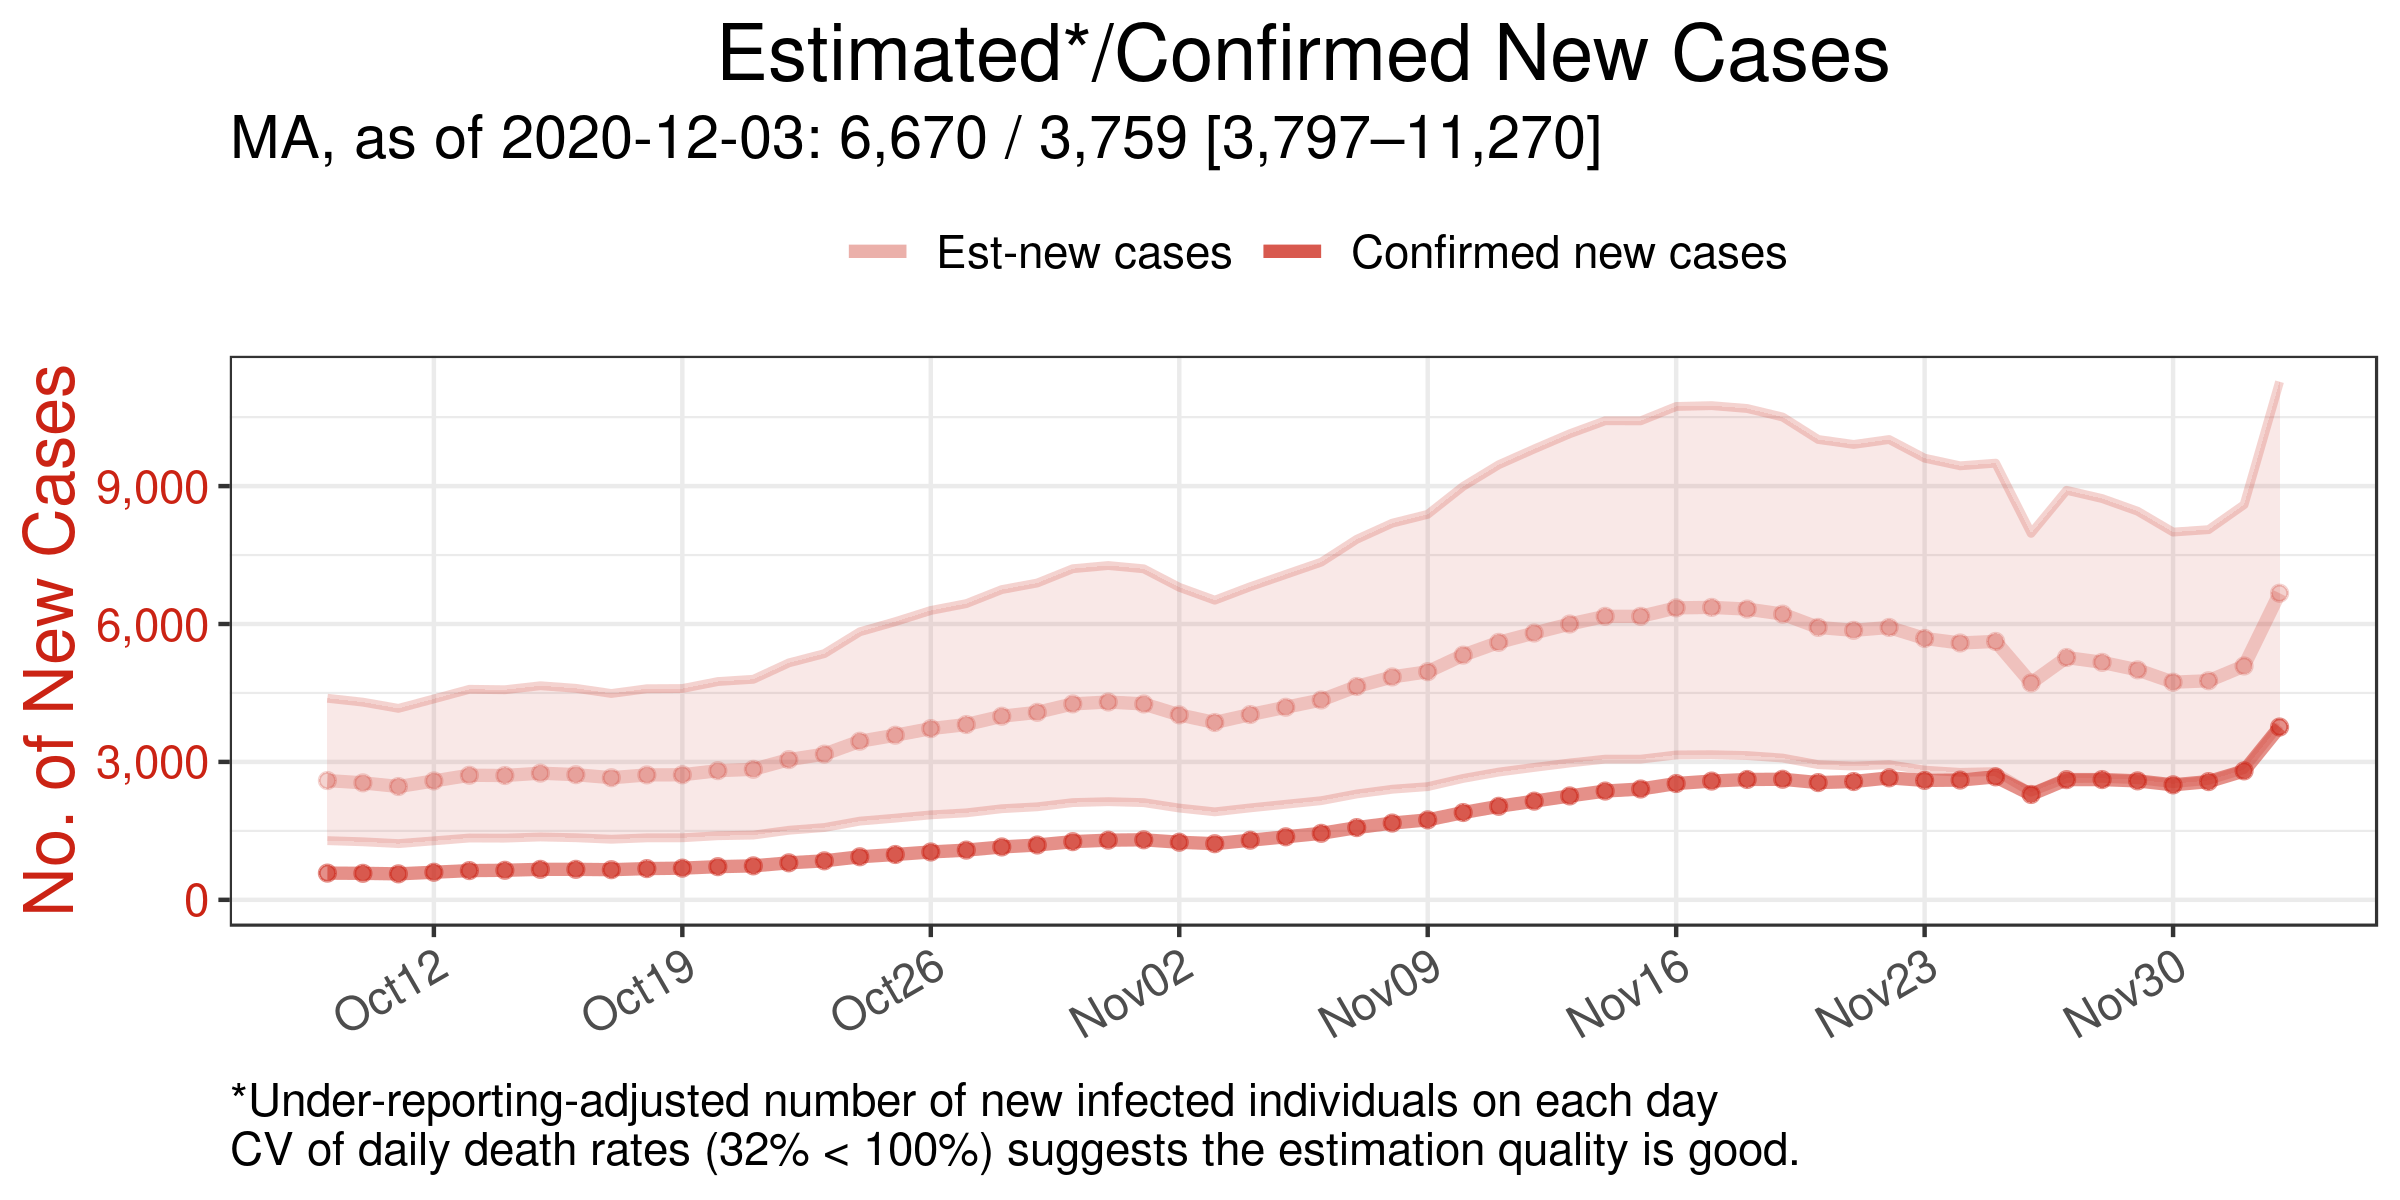 Estimated*/Confirmed New Cases
MA, as of 2020-12-03: 6,670 / 3,759 [3,797–11,270]
Est-new cases Confirmed new cases
No. of New Cases
9,000
6,000
3,000
0
Oct12 Oct19 Oct26 Nov02 Nov09 Nov16 Nov23 Nov30
*Under-reporting-adjusted number of new infected individuals on each day
CV of daily death rates (32% < 100%) suggests the estimation quality is good.